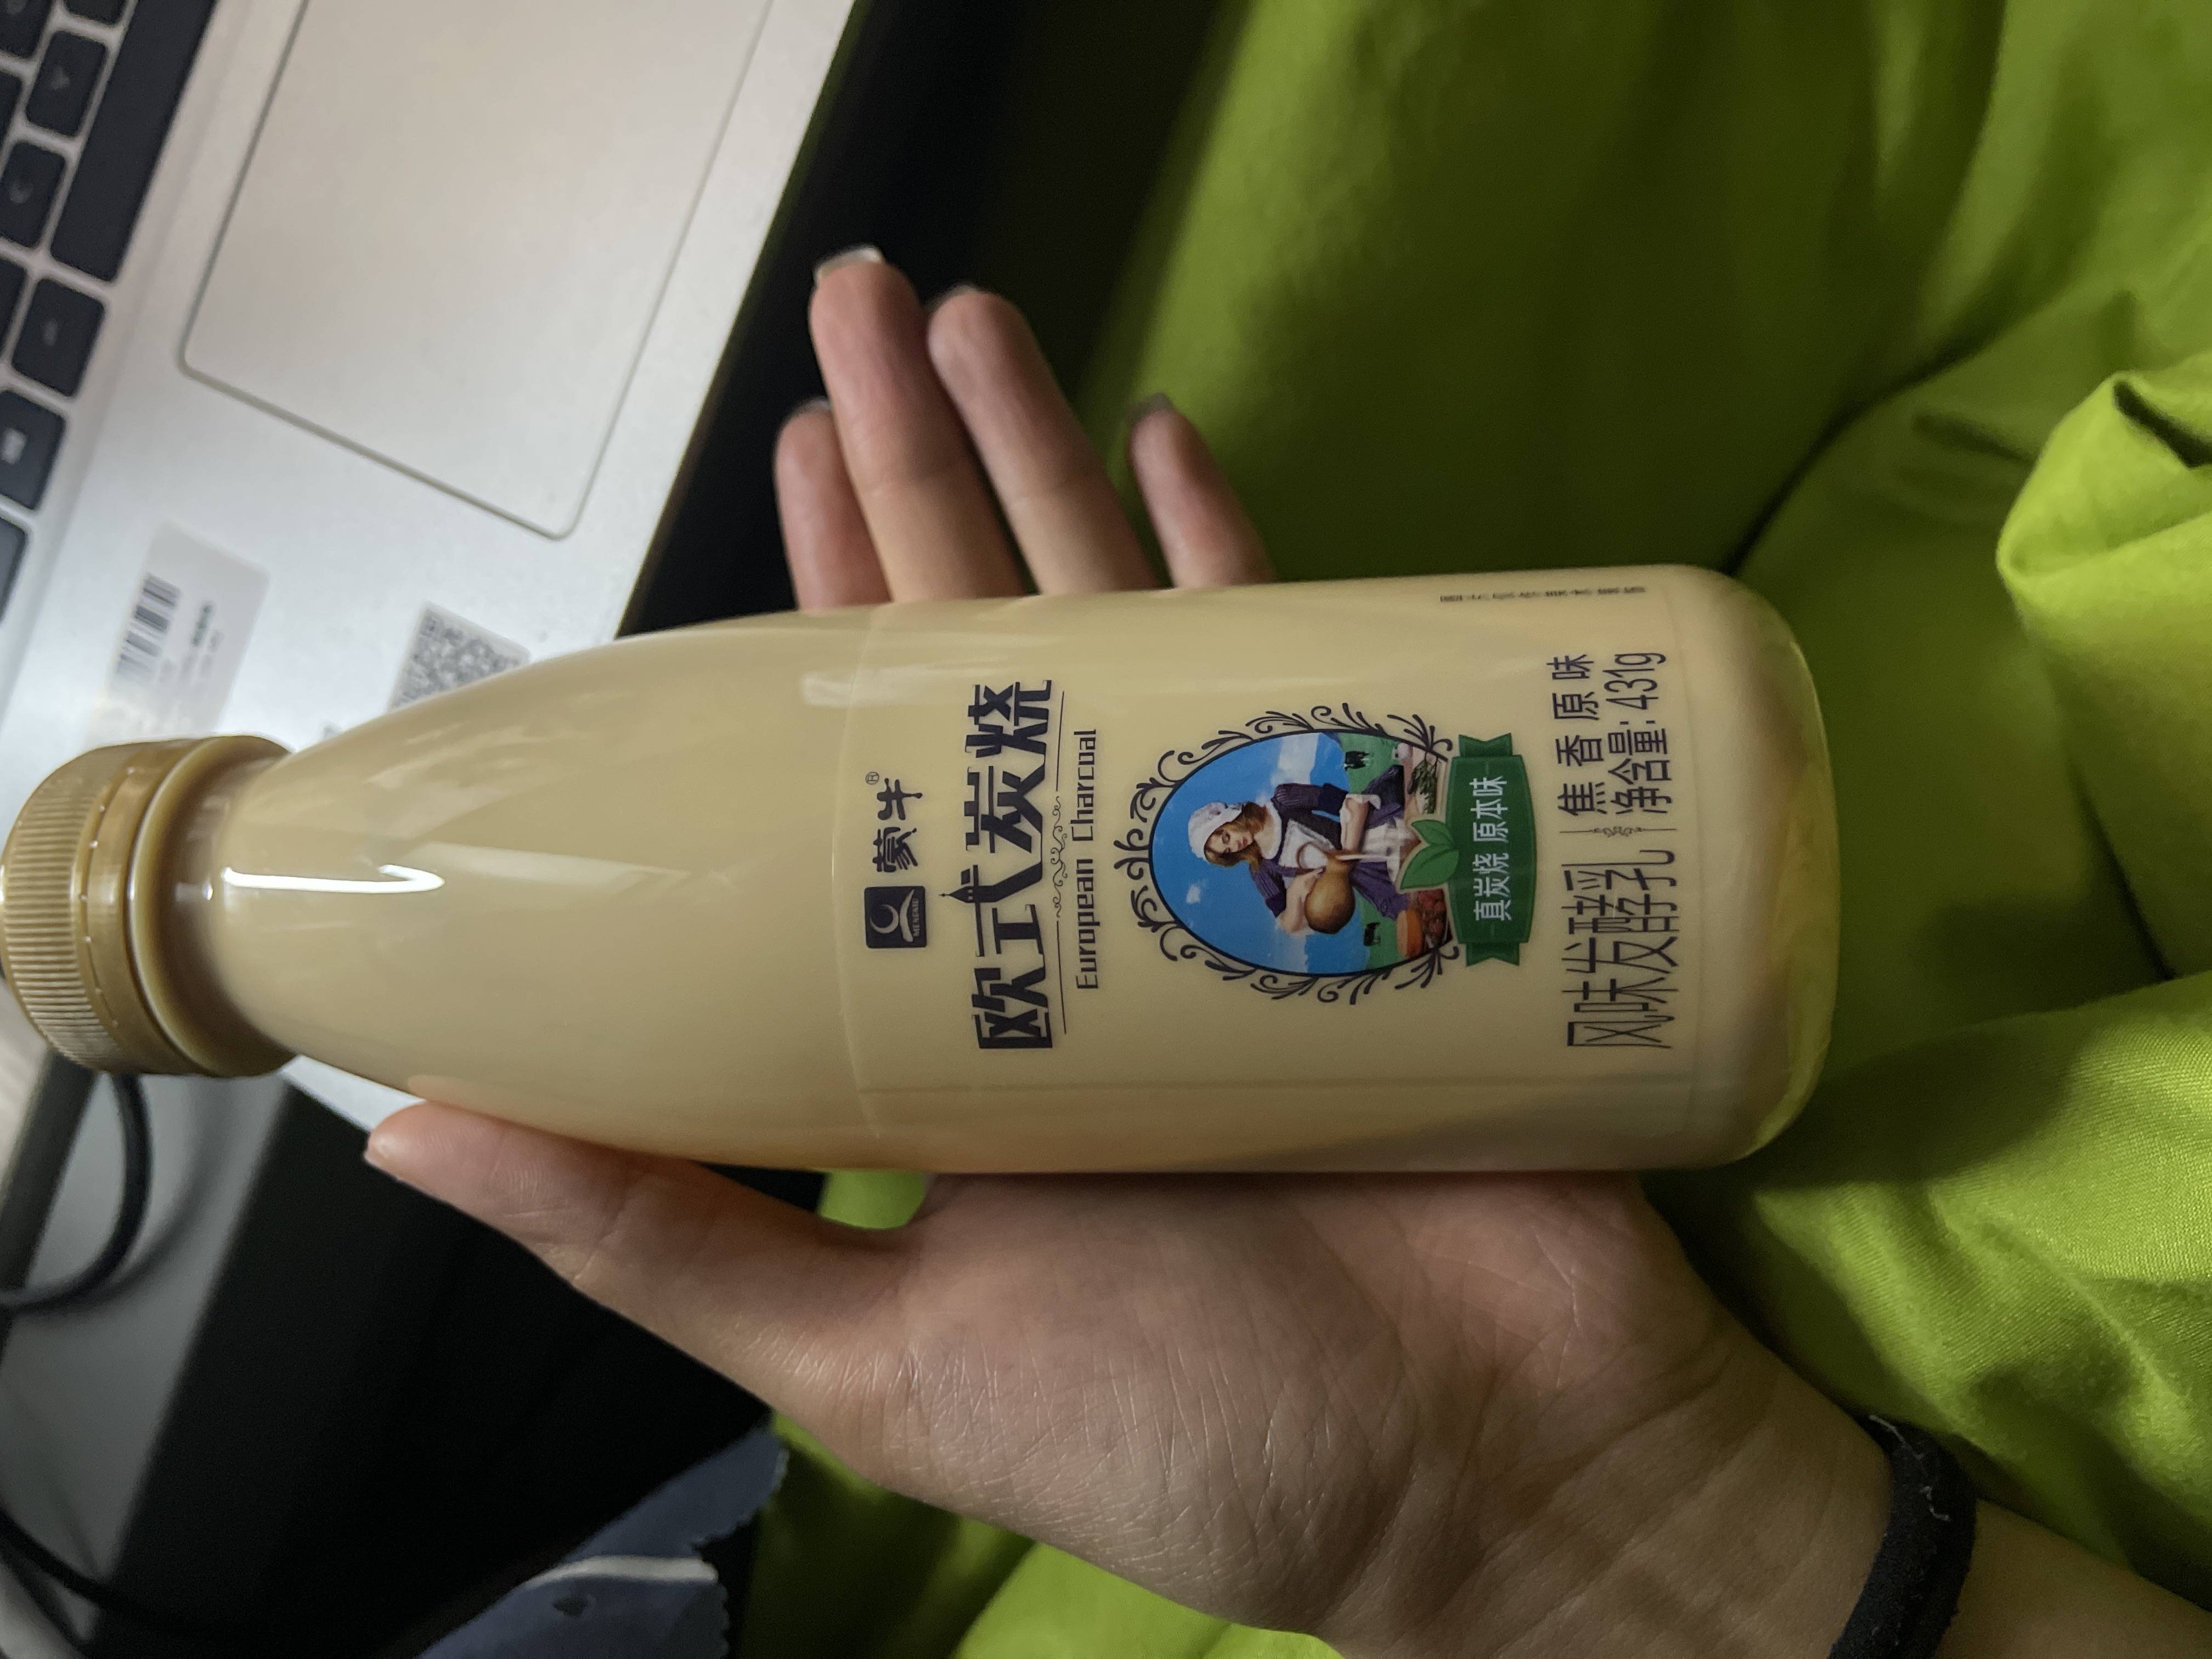 蒙牛®
MENGNIU
欧式炭烧
European Charcoal
真炭烧 原本味
风味发酵乳
焦香原味
净含量: 431g